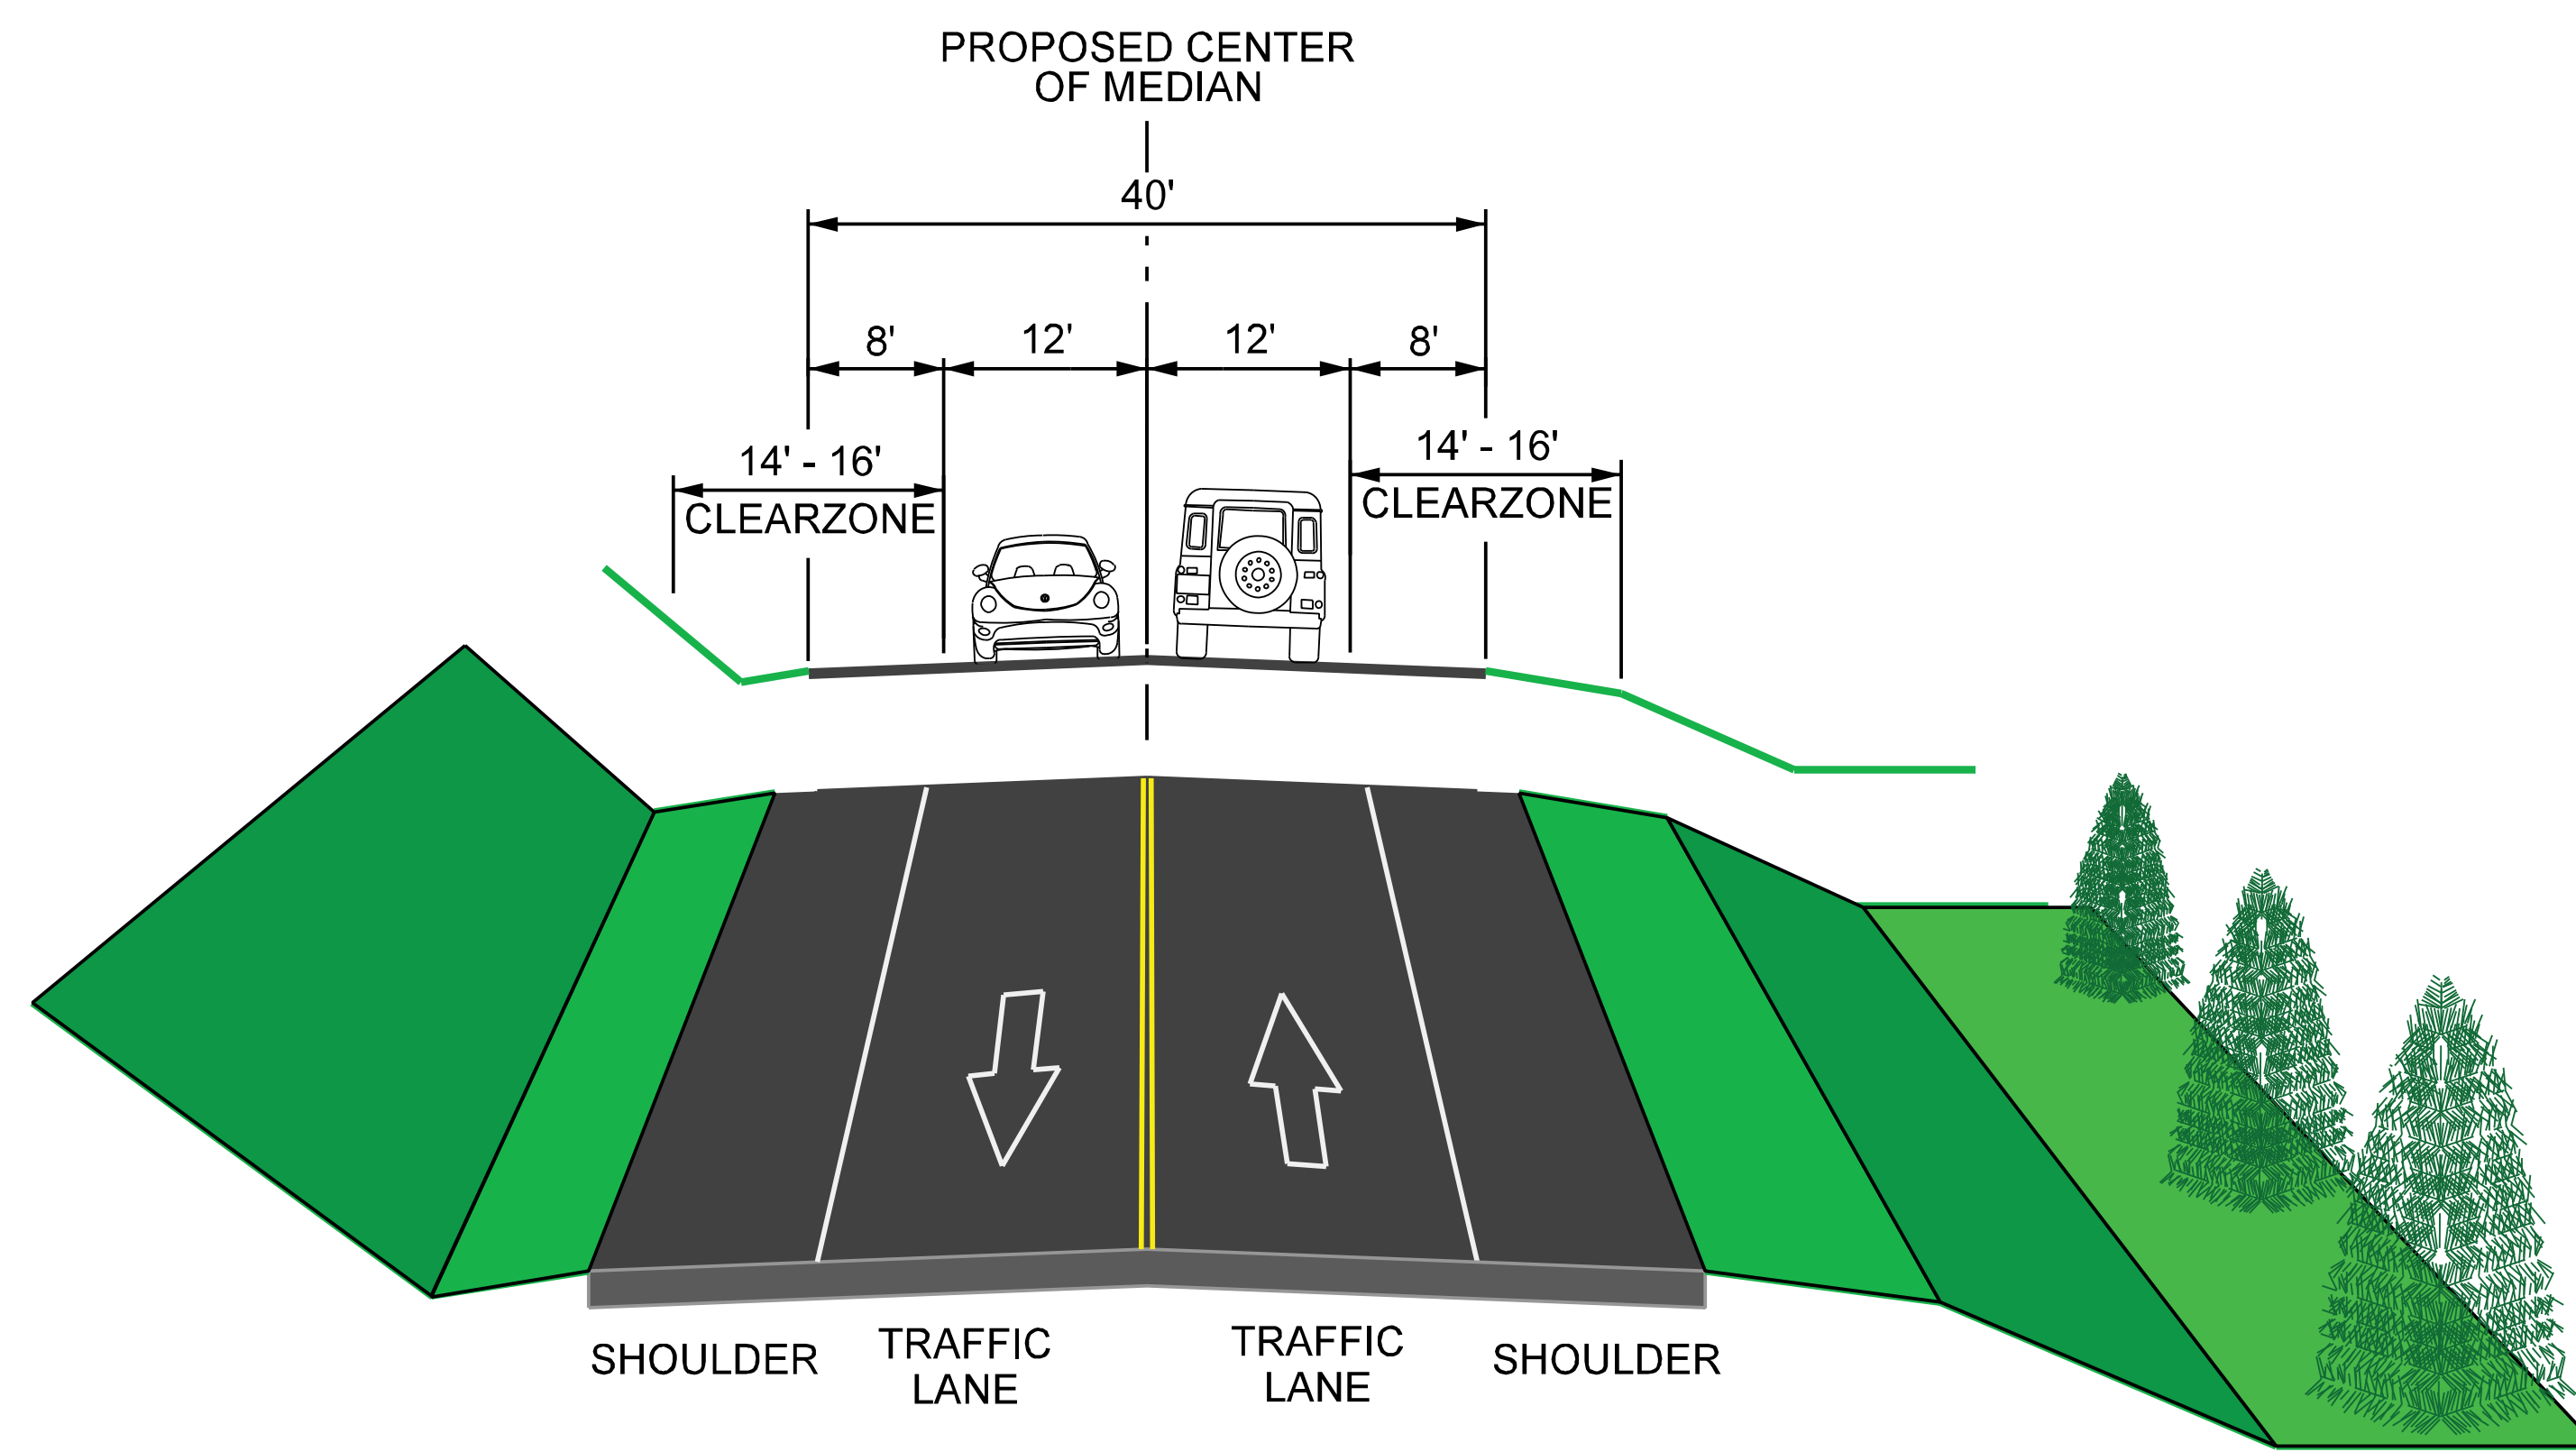 PROPOSED CENTER
OF MEDIAN
40'
8' 12' 12' 8'
14' - 16' 14' - 16'
CLEARZONE CLEARZONE
SHOULDER TRAFFIC LANE TRAFFIC LANE SHOULDER